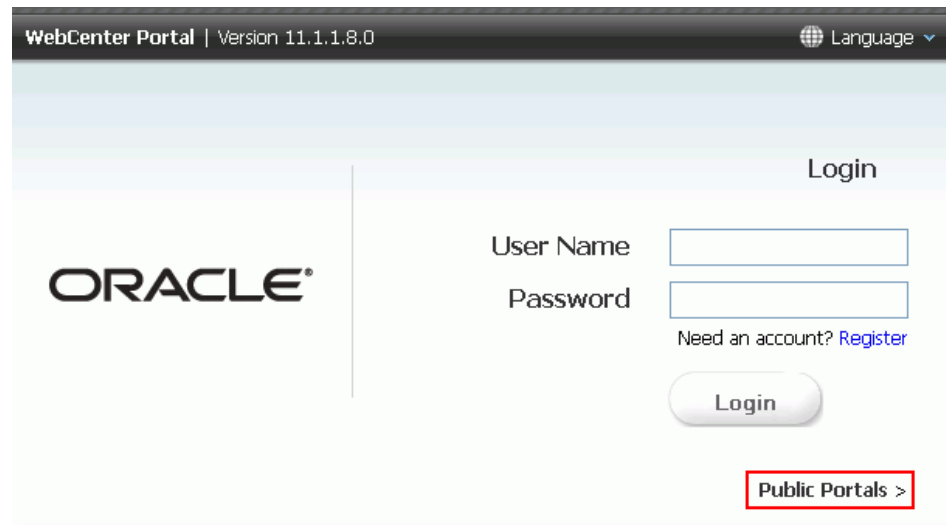 WebCenter Portal | Version 11.1.1.8.0 Language
Login
User Name
ORACLE®
Password
Need an account? Register
Login
Public Portals >